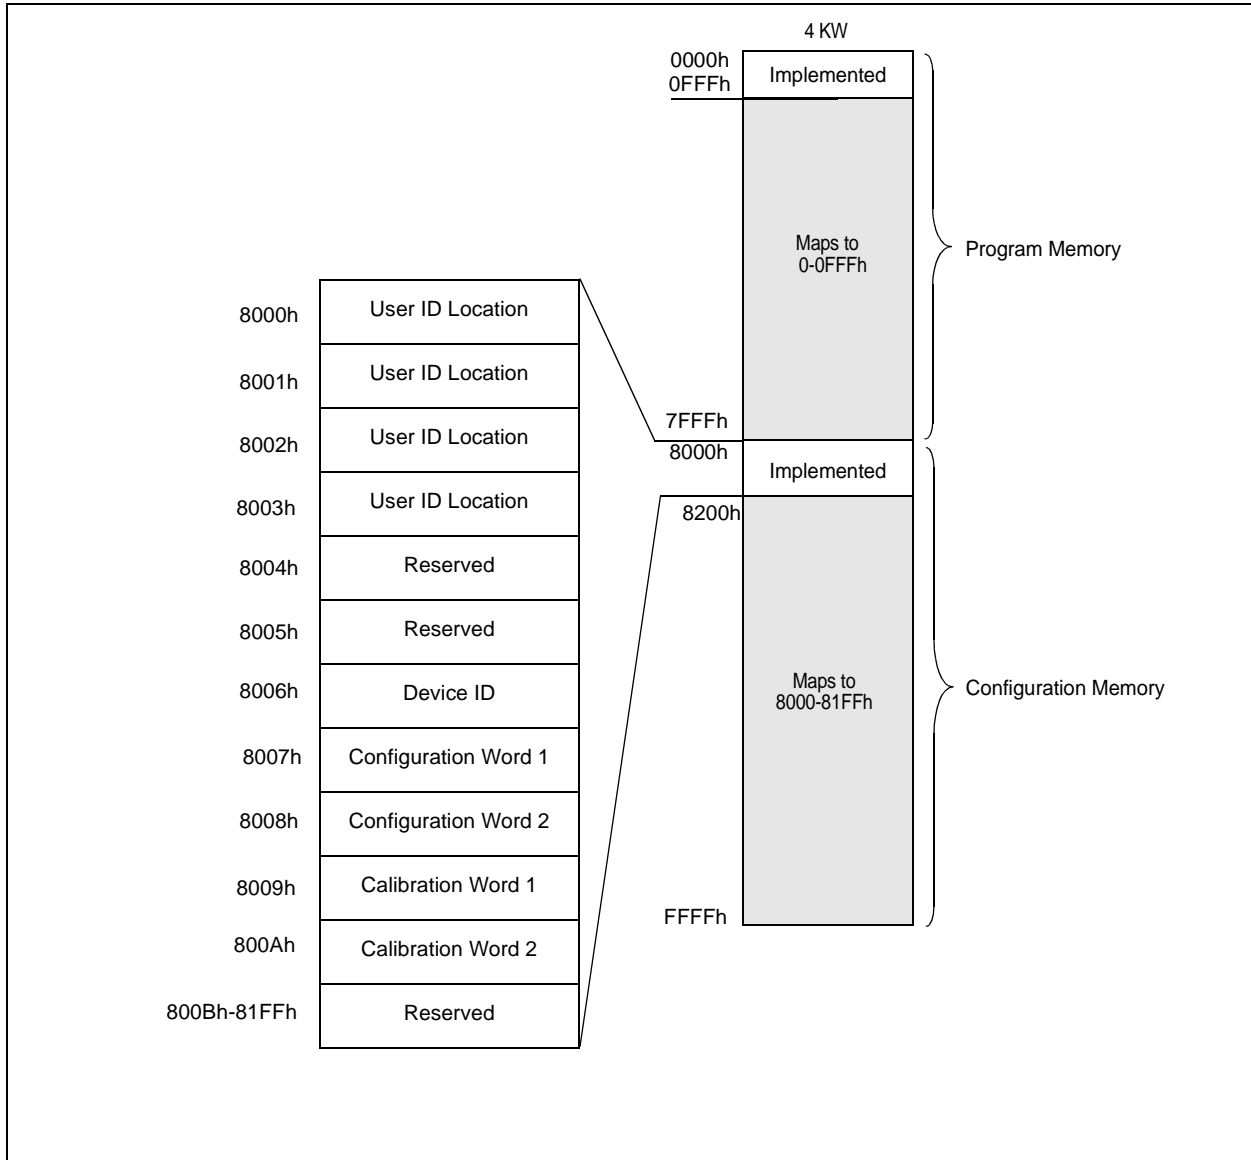 4 KW
0000h
0FFFh
Implemented
Maps to
0-0FFFh
Program Memory
7FFFh
8000h
Implemented
8200h
Maps to
8000-81FFh
Configuration Memory
FFFFh
8000h User ID Location
8001h User ID Location
8002h User ID Location
8003h User ID Location
8004h Reserved
8005h Reserved
8006h Device ID
8007h Configuration Word 1
8008h Configuration Word 2
8009h Calibration Word 1
800Ah Calibration Word 2
800Bh-81FFh Reserved